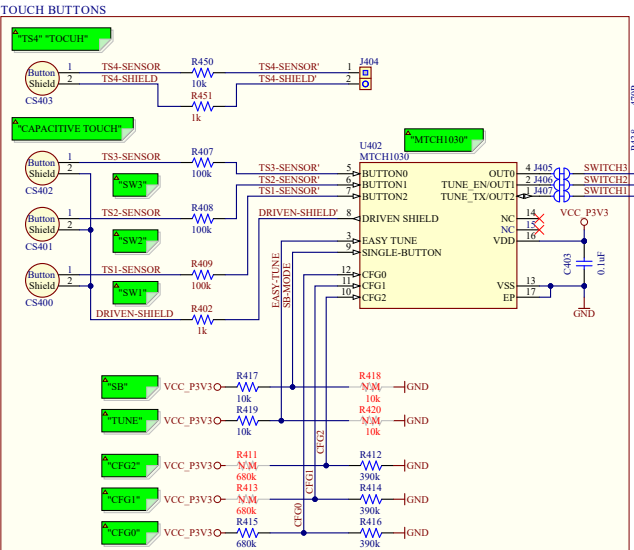 TOUCH BUTTONS
"TS4" "TOCUH"
Button
Shield
CS403
1
2
TS4-SENSOR
TS4-SHIELD
R450
10k
R451
1k
TS4-SENSOR'
TS4-SHIELD'
1
2
J404
"CAPACITIVE TOUCH"
"MTCH1030"
U402
MTCH1030
Button
Shield
CS402
1
2
TS3-SENSOR
"SW3"
R407
100k
TS3-SENSOR'
TS2-SENSOR'
TS1-SENSOR'
DRIVEN-SHIELD'
Button
Shield
CS401
1
2
TS2-SENSOR
"SW2"
R408
100k
Button
Shield
CS400
1
2
TS1-SENSOR
"SW1"
R409
100k
DRIVEN-SHIELD
R402
1k
EASY-TUNE
SB-MODE
5 BUTTON0
6 BUTTON1
7 BUTTON2
8 DRIVEN SHIELD
3 EASY TUNE
9 SINGLE-BUTTON
12 CFG0
11 CFG1
10 CFG2
OUT0 4 J405 SWITCH3
TUNE_EN/OUT1 2 J406 SWITCH2
TUNE_TX/OUT2 1 J407 SWITCH1
NC 14
NC 15
VDD 16
VSS 13
EP 17
VCC_P3V3
C403
0.1uF
GND
"SB" VCC_P3V3
R417
10k
R418
N.M
10k
GND
"TUNE" VCC_P3V3
R419
10k
R420
N.M
10k
GND
"CFG2" VCC_P3V3
R411
N.M
680k
CFG2
R412
390k
GND
"CFG1" VCC_P3V3
R413
N.M
680k
CFG1
R414
390k
GND
"CFG0" VCC_P3V3
R415
680k
CFG0
R416
390k
GND